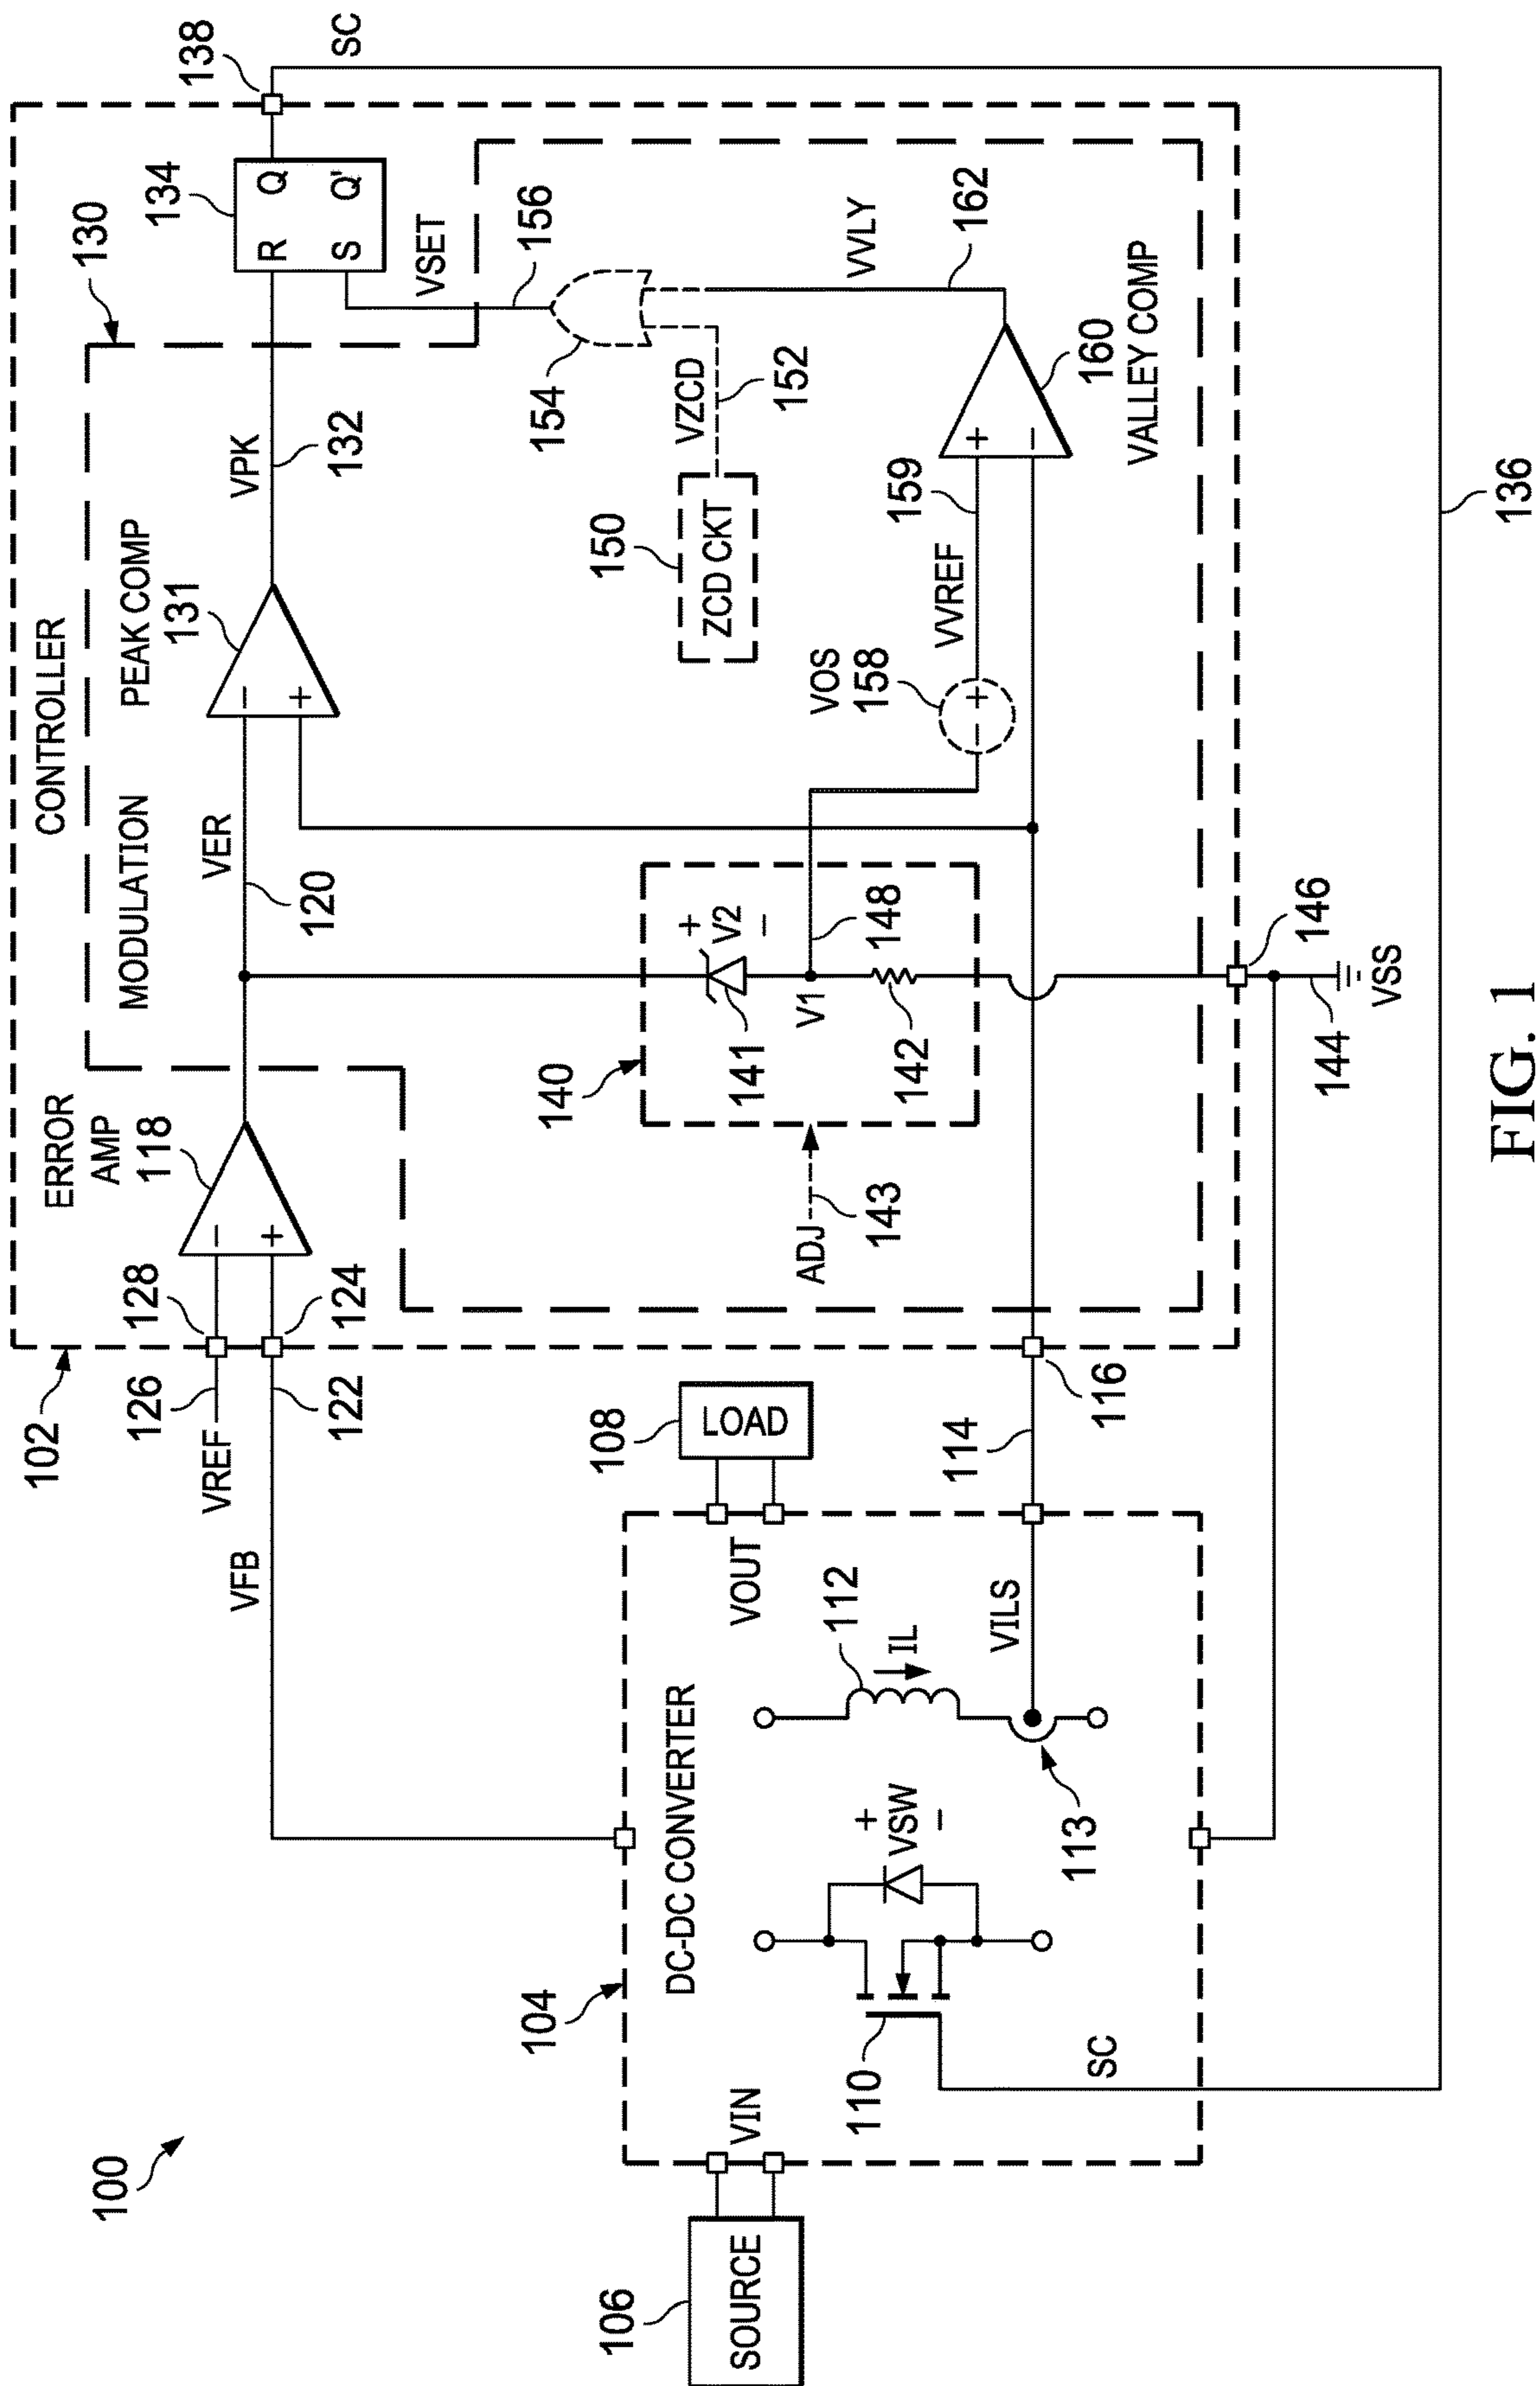 100
106
SOURCE
VIN
104
DC-DC CONVERTER
110
SC
+
VSW
−
113
112
IL
VILS
VOUT
108
LOAD
114
116
VFB
VREF
126
122
102
128
124
CONTROLLER
ERROR
AMP
118
−
+
130
MODULATION
VER
120
PEAK COMP
131
−
+
VPK
132
134
R
Q
S
Q'
138
SC
VSET
156
154
VZCD
152
150
ZCD CKT
140
141
+
V2
−
V1
142
148
ADJ
143
VOS
158
−
+
VVREF
159
+
−
160
VALLEY COMP
VVLY
162
146
144
VSS
136
FIG. 1